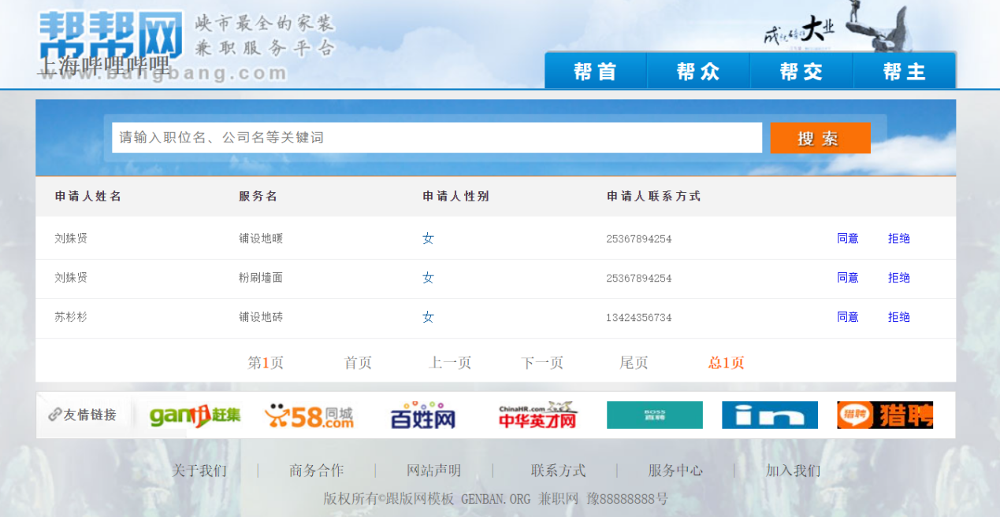 帮帮网 峡市最全的家装
兼职服务平台
上海哔哩哔哩
www.bangbang.com
大业
帮首 帮众 帮交 帮主
请输入职位名、公司名等关键词 搜索
申请人姓名 服务名 申请人性别 申请人联系方式
刘姝贤 铺设地暖 女 25367894254 同意 拒绝
刘姝贤 粉刷墙面 女 25367894254 同意 拒绝
苏杉杉 铺设地砖 女 13424356734 同意 拒绝
第1页 首页 上一页 下一页 尾页 总1页
友情链接 ganji赶集 58同城.com 百姓网 ChinaHR.com 中华英才网 BOSS直聘 in 猎聘 猎聘
关于我们 | 商务合作 | 网站声明 | 联系方式 | 服务中心 | 加入我们
版权所有©跟版网模板 GENBAN.ORG 兼职网 豫88888888号